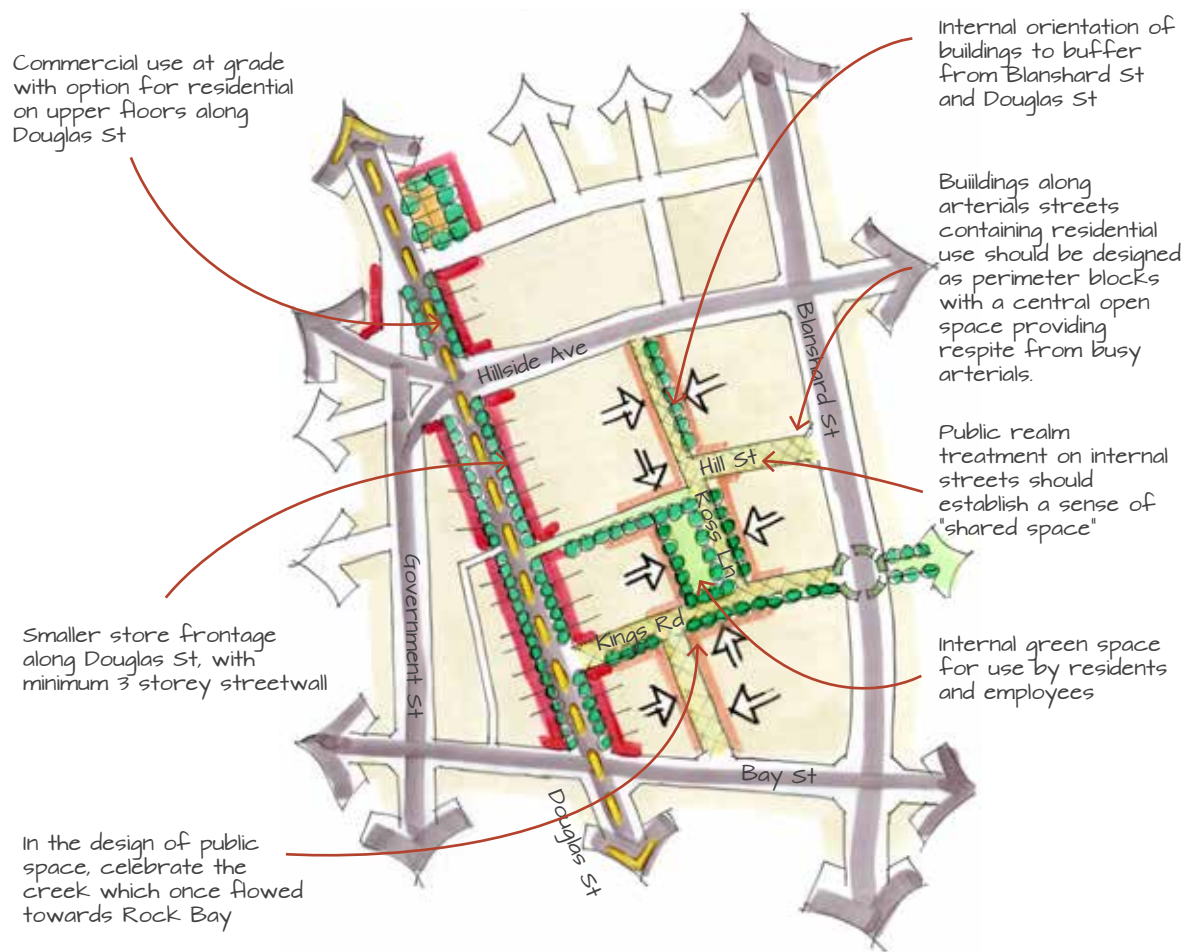 Commercial use at grade
with option for residential
on upper floors along
Douglas St
Internal orientation of
buildings to buffer
from Blanshard St
and Douglas St
Buiildings along
arterials streets
containing residential
use should be designed
as perimeter blocks
with a central open
space providing
respite from busy
arterials.
Public realm
treatment on internal
streets should
establish a sense of
"shared space"
Internal green space
for use by residents
and employees
Smaller store frontage
along Douglas St, with
minimum 3 storey streetwall
In the design of public
space, celebrate the
creek which once flowed
towards Rock Bay
Hillside Ave
Blanshard St
Hill St
Ross Ln
Kings Rd
Government St
Bay St
Douglas St